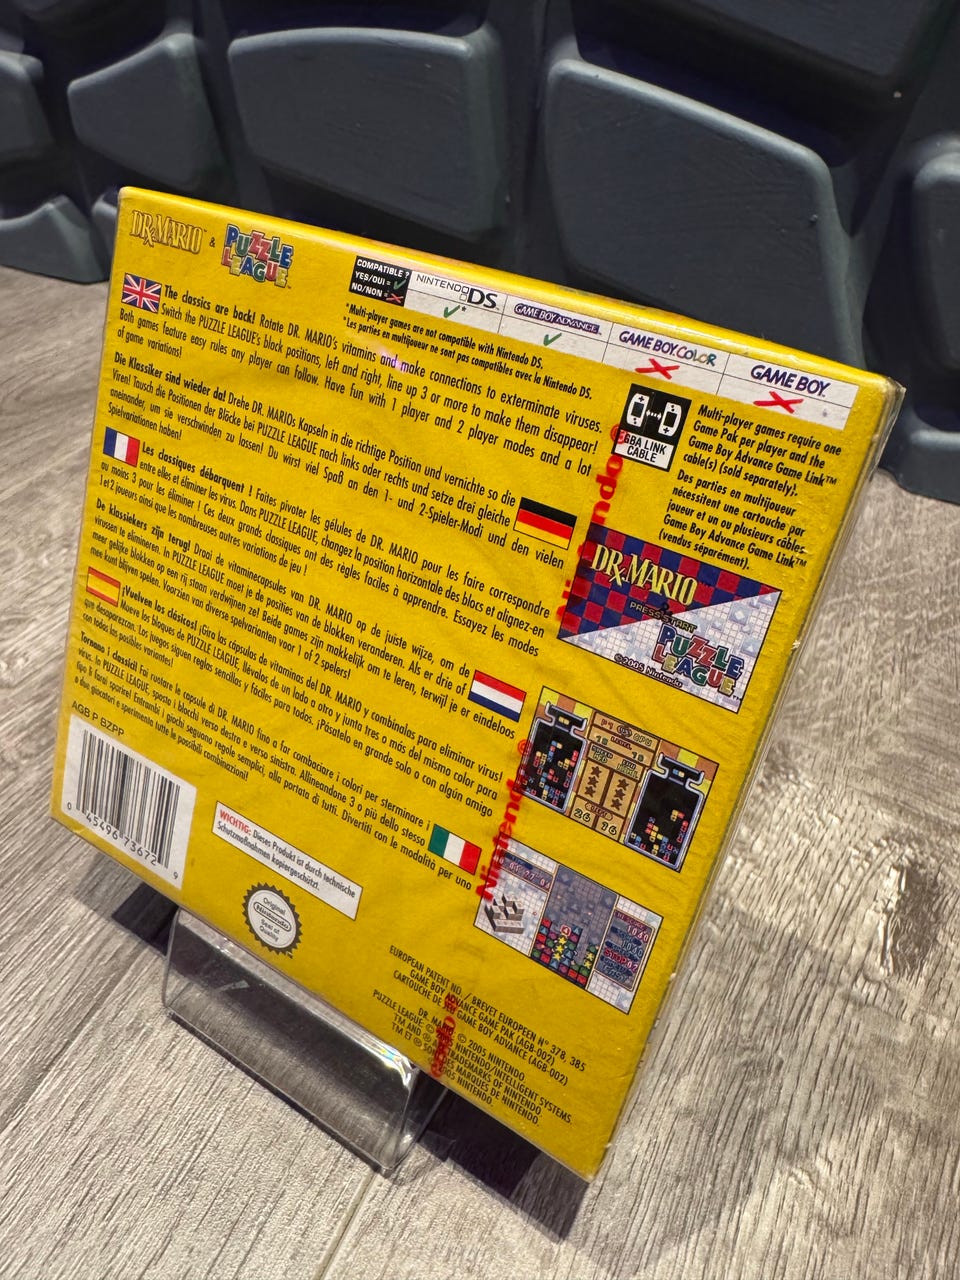 DR. MARIO™ & PUZZLE LEAGUE™
COMPATIBLE ?
YES/OUI = ✓
NO/NON = ✗
NINTENDO DS
✓*
GAME BOY ADVANCE
✓
GAME BOY COLOR
✗
GAME BOY
✗
*Multi-player games are not compatible with Nintendo DS.
*Les parties en multijoueur ne sont pas compatibles avec la Nintendo DS.
The classics are back! Rotate DR. MARIO's vitamins and make connections to exterminate viruses.
Switch the PUZZLE LEAGUE's block positions, left and right, line up 3 or more to make them disappear!
Both games feature easy rules any player can follow. Have fun with 1 player and 2 player modes and a lot
of game variations!
Die Klassiker sind wieder da! Drehe DR. MARIOs Kapseln in die richtige Position und vernichte so die
Viren! Tausch die Positionen der Blöcke bei PUZZLE LEAGUE nach links oder rechts und setze drei gleiche
aneinander, um sie verschwinden zu lassen! Du wirst viel Spaß an den 1- und 2-Spieler-Modi und den vielen
Spielvariationen haben!
Les classiques débarquent ! Faites pivoter les gélules de DR. MARIO pour les faire correspondre
entre elles et éliminer les virus. Dans PUZZLE LEAGUE, changez la position horizontale des blocs et alignez-en
au moins 3 pour les éliminer ! Ces deux grands classiques ont des règles faciles à apprendre. Essayez les modes
1 et 2 joueurs ainsi que les nombreuses autres variations de jeu !
De klassiekers zijn terug! Draai de vitaminecapsules van DR. MARIO op de juiste wijze, om de
virussen te elimineren. In PUZZLE LEAGUE moet je de posities van de blokken veranderen. Als er drie of
meer gelijke blokken op een rij staan verdwijnen ze! Beide games zijn makkelijk om te leren, terwijl je er eindeloos
mee kunt blijven spelen. Voorzien van diverse spelvarianten voor 1 of 2 spelers!
¡Vuelven los clásicos! ¡Gira las cápsulas de vitaminas del DR. MARIO y combínalas para eliminar virus!
Mueve los bloques de PUZZLE LEAGUE, llévalos de un lado a otro y junta tres o más del mismo color para
que desaparezcan. Los juegos siguen reglas sencillas y fáciles para todos. ¡Pásatelo en grande solo o con algún amigo
con todas las posibles variantes!
Tornano i classici! Fai ruotare le capsule di DR. MARIO fino a far combaciare i colori per sterminare i
virus. In PUZZLE LEAGUE, sposta i blocchi verso destra e verso sinistra. Allineandone 3 o più dello stesso
tipo li farai sparire! Entrambi i giochi seguono regole semplici, alla portata di tutti. Divertiti con le modalità per uno
o due giocatori e sperimenta tutte le possibili combinazioni!
GBA LINK
CABLE
Multi-player games require one
Game Pak per player and the
Game Boy Advance Game Link™
cable(s) (sold separately).
Des parties en multijoueur
nécessitent une cartouche par
joueur et un ou plusieurs câbles
Game Boy Advance Game Link™
(vendus séparément).
DR. MARIO
PRESS START
PUZZLE
LEAGUE™
©2005 Nintendo
AGB P BZPP
0 45496 73672 9
WICHTIG: Dieses Produkt ist durch technische
Schutzmaßnahmen kopiergeschützt.
Original
Nintendo
Seal of
Quality
EUROPEAN PATENT NO / BREVET EUROPEEN N° 378,385
GAME BOY ADVANCE GAME PAK (AGB-002)
CARTOUCHE DE JEU GAME BOY ADVANCE (AGB-002)
DR. MARIO: © 2005 NINTENDO.
PUZZLE LEAGUE: © NINTENDO/INTELLIGENT SYSTEMS.
TM AND ® ARE TRADEMARKS OF NINTENDO.
TM ET ® SONT DES MARQUES DE NINTENDO.
© 2005 NINTENDO.
Nintendo®